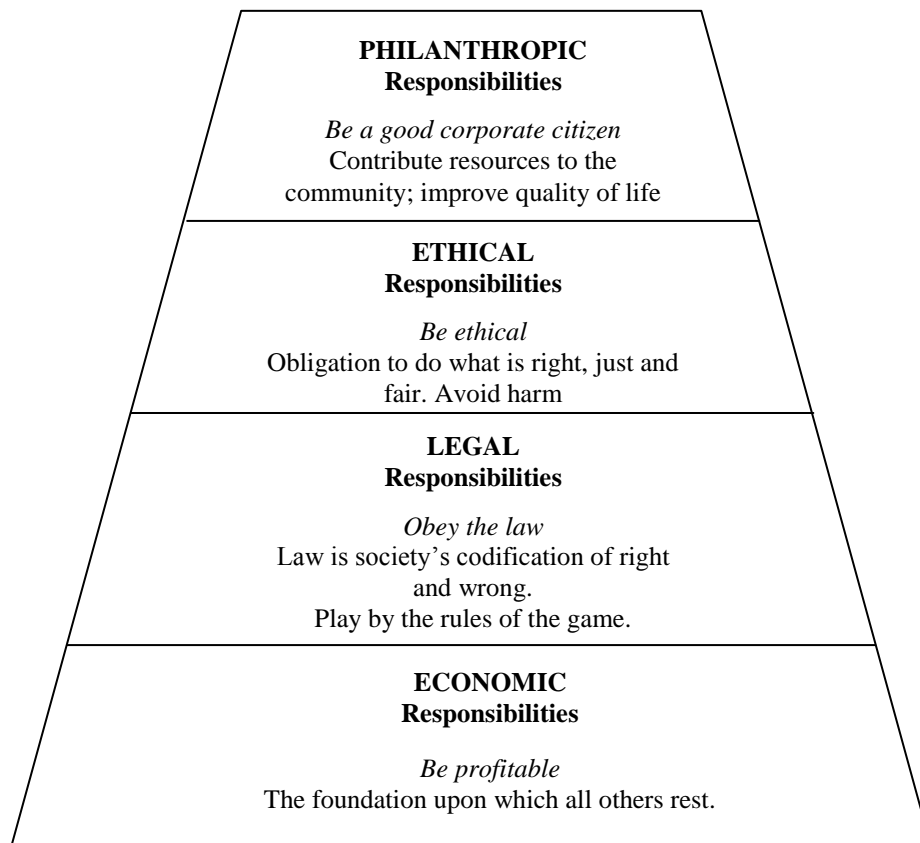 PHILANTHROPIC
Responsibilities
Be a good corporate citizen
Contribute resources to the
community; improve quality of life
ETHICAL
Responsibilities
Be ethical
Obligation to do what is right, just and
fair. Avoid harm
LEGAL
Responsibilities
Obey the law
Law is society’s codification of right
and wrong.
Play by the rules of the game.
ECONOMIC
Responsibilities
Be profitable
The foundation upon which all others rest.